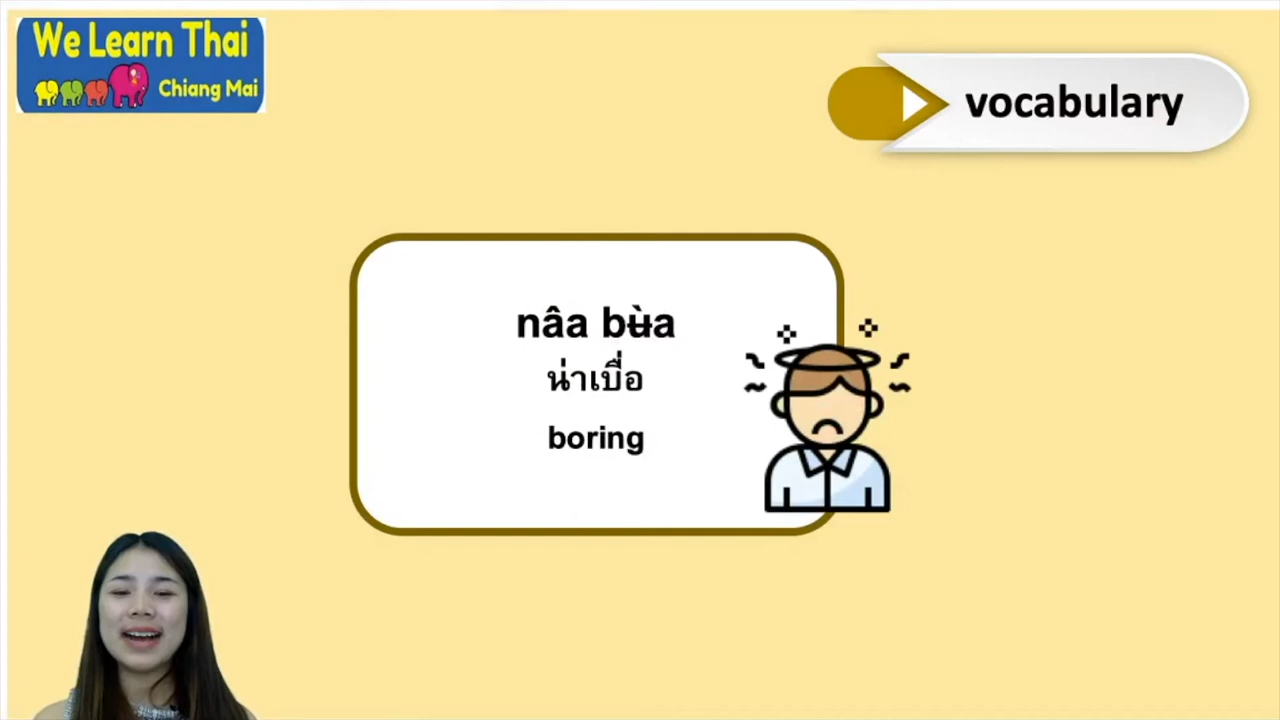 We Learn Thai
Chiang Mai
vocabulary
nâa bʉ̀a
น่าเบื่อ
boring